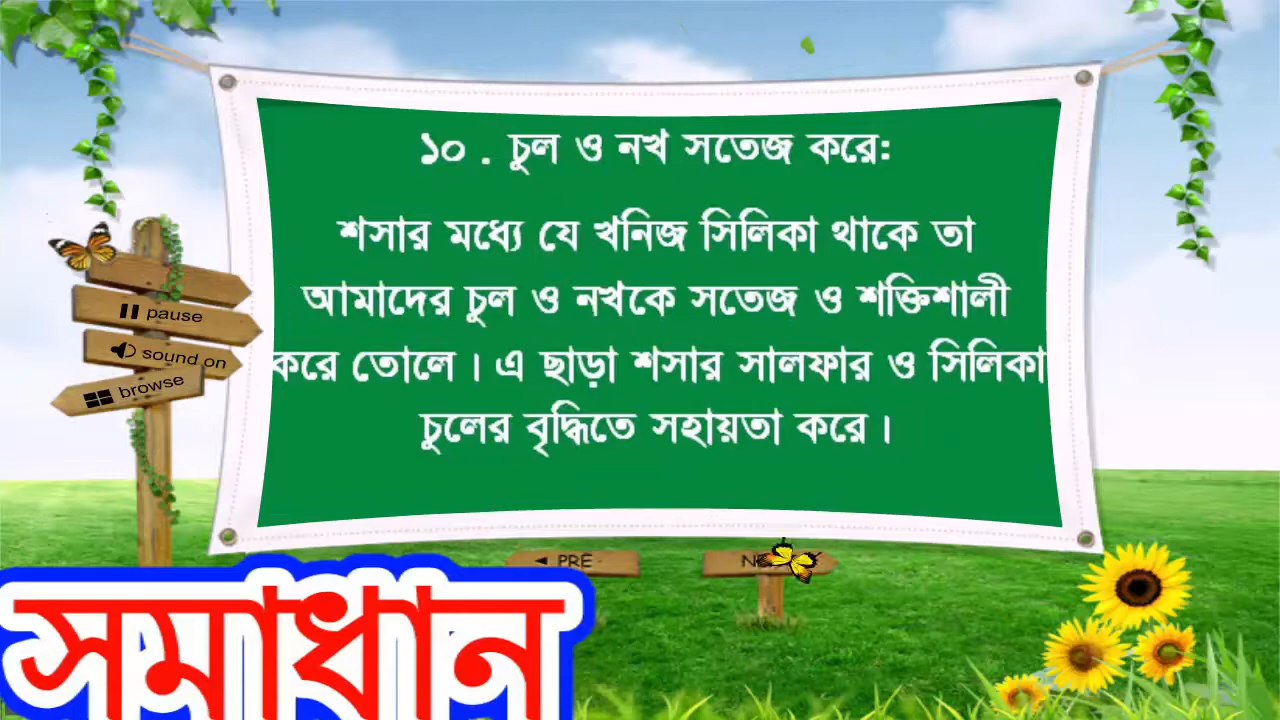 ১০ . চুল ও নখ সতেজ করে:
শসার মধ্যে যে খনিজ সিলিকা থাকে তা
আমাদের চুল ও নখকে সতেজ ও শক্তিশালী
করে তোলে । এ ছাড়া শসার সালফার ও সিলিকা
চুলের বৃদ্ধিতে সহায়তা করে ।
pause
sound on
browse
PRE
সমাধান